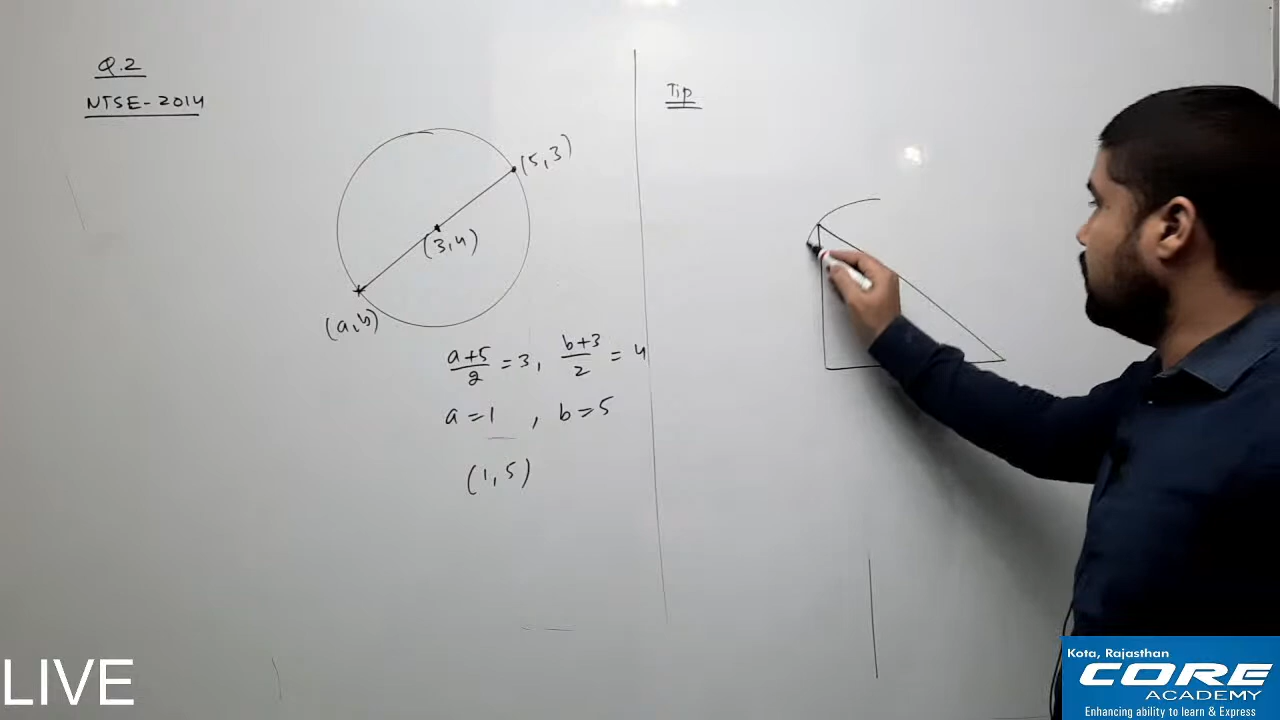 Q.2
NTSE-2014
(5,3)
(3,4)
(a,b)
a+5/2 = 3, b+3/2 = 4
a = 1 , b = 5
(1,5)
Tip
LIVE
Kota, Rajasthan
CORE
ACADEMY
Enhancing ability to learn & Express